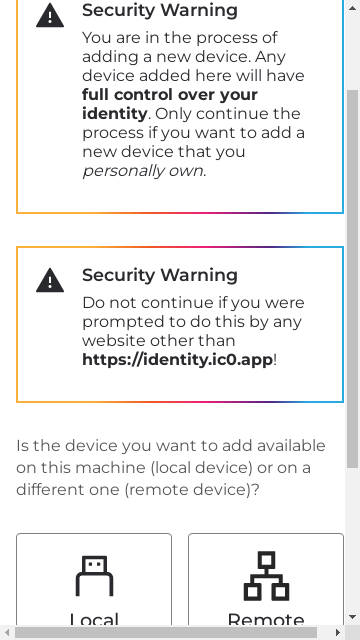 Security Warning
You are in the process of
adding a new device. Any
device added here will have
full control over your
identity. Only continue the
process if you want to add a
new device that you
personally own.
Security Warning
Do not continue if you were
prompted to do this by any
website other than
https://identity.ic0.app!
Is the device you want to add available
on this machine (local device) or on a
different one (remote device)?
Local
Remote